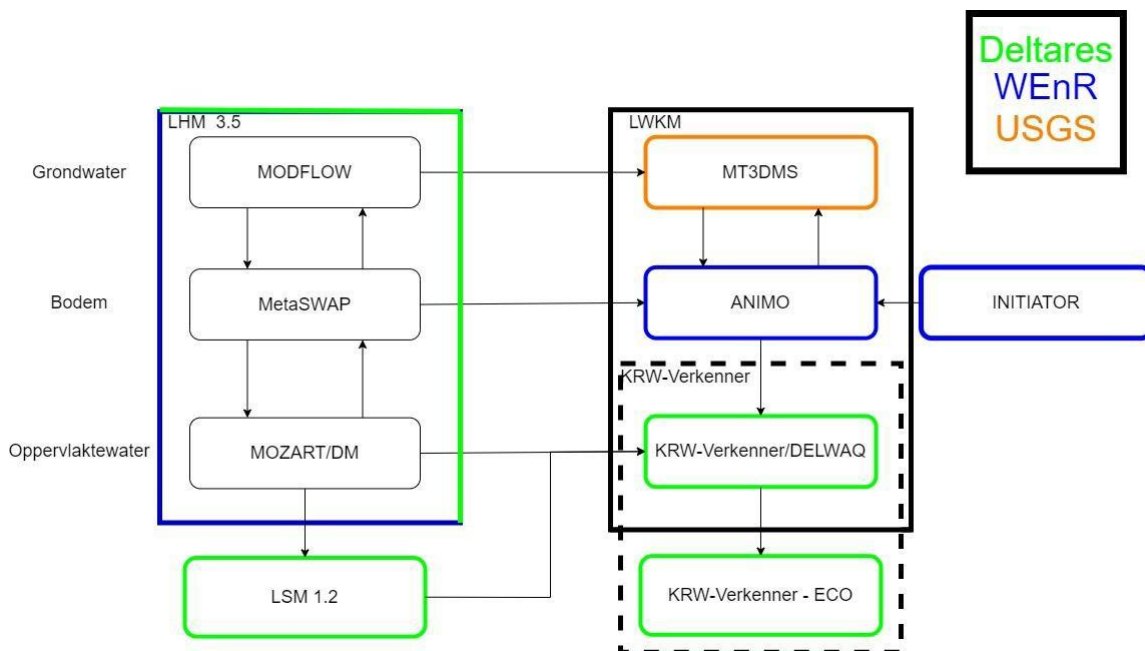 Deltares
WEnR
USGS
LHM 3.5
LWKM
Grondwater
MODFLOW
MT3DMS
Bodem
MetaSWAP
ANIMO
INITIATOR
KRW-Verkenner
Oppervlaktewater
MOZART/DM
KRW-Verkenner/DELWAQ
LSM 1.2
KRW-Verkenner - ECO